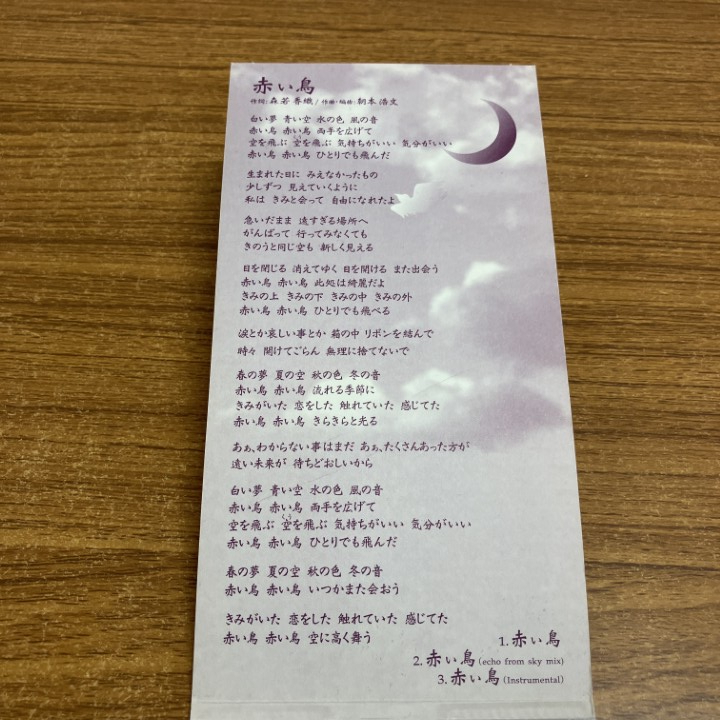 赤い鳥
作詞:森若香織/作曲・編曲:朝本浩文
白い夢 青い空 水の色 風の音
赤い鳥 赤い鳥 両手を広げて
空を飛ぶ 空を飛ぶ 気持ちがいい 気分がいい
赤い鳥 赤い鳥 ひとりでも飛んだ
生まれた日に みえなかったもの
少しずつ 見えていくように
私は きみと会って 自由になれたよ
急いだまま 遠すぎる場所へ
がんばって 行ってみなくても
きのうと同じ空も 新しく見える
目を閉じる 消えてゆく 目を開ける また出会う
赤い鳥 赤い鳥 此処は綺麗だよ
きみの上 きみの下 きみの中 きみの外
赤い鳥 赤い鳥 ひとりでも飛べる
涙とか哀しい事とか 箱の中 リボンを結んで
時々 開けてごらん 無理に捨てないで
春の夢 夏の空 秋の色 冬の音
赤い鳥 赤い鳥 流れる季節に
きみがいた 恋をした 触れていた 感じてた
赤い鳥 赤い鳥 きらきらと光る
あぁ、わからない事はまだ あぁ、たくさんあった方が
遠い未来が 待ちどおしいから
白い夢 青い空 水の色 風の音
赤い鳥 赤い鳥 両手を広げて
くう
空を飛ぶ 空を飛ぶ 気持ちがいい 気分がいい
赤い鳥 赤い鳥 ひとりでも飛んだ
春の夢 夏の空 秋の色 冬の音
赤い鳥 赤い鳥 いつかまた会おう
きみがいた 恋をした 触れていた 感じてた
赤い鳥 赤い鳥 空に高く舞う
1. 赤い鳥
2. 赤い鳥(echo from sky mix)
3. 赤い鳥(Instrumental)